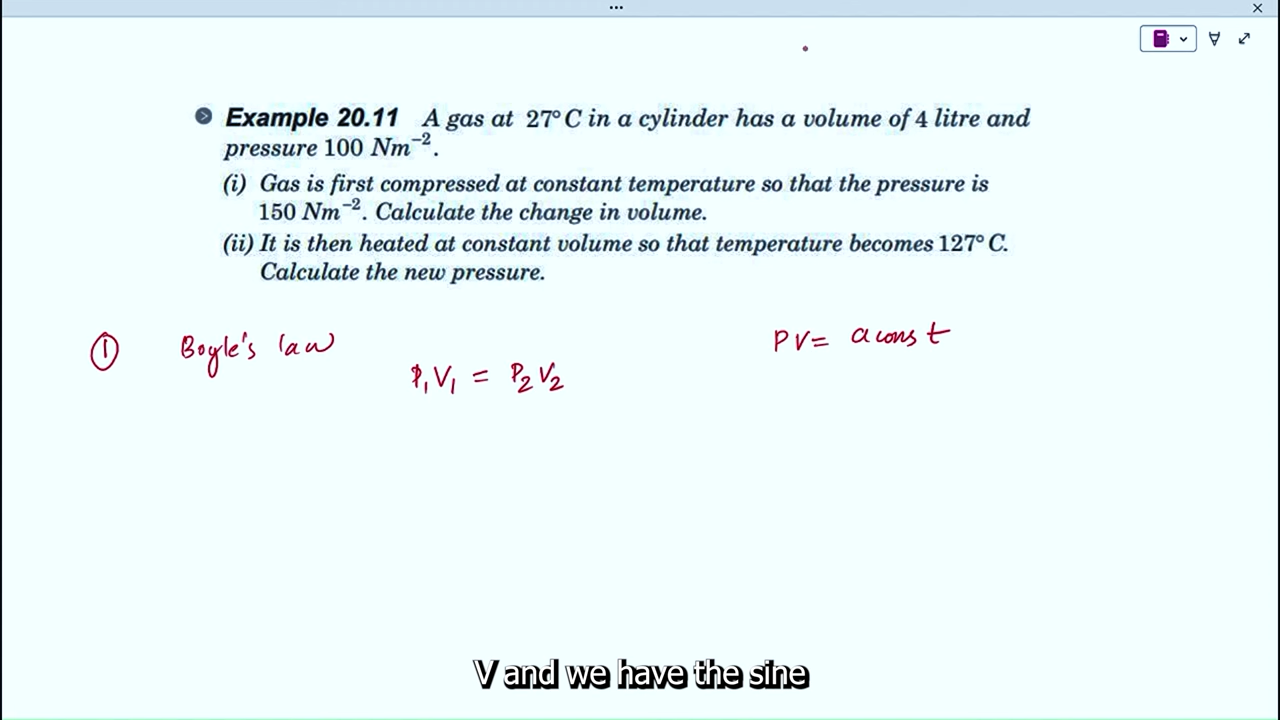 Example 20.11 A gas at 27°C in a cylinder has a volume of 4 litre and
pressure 100 Nm⁻².
(i) Gas is first compressed at constant temperature so that the pressure is
150 Nm⁻². Calculate the change in volume.
(ii) It is then heated at constant volume so that temperature becomes 127°C.
Calculate the new pressure.
① Boyle's law
PV = a const
P₁V₁ = P₂V₂
V and we have the sine